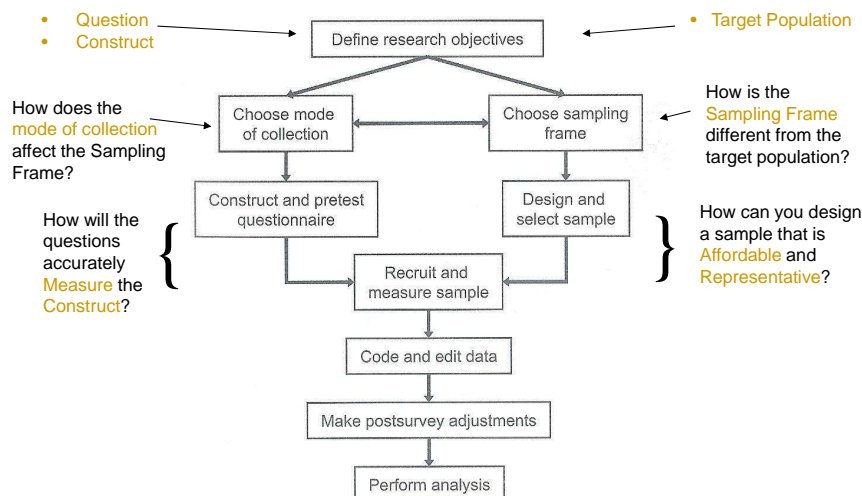 • Question
• Construct
Define research objectives
• Target Population
How does the
mode of collection
affect the Sampling
Frame?
Choose mode
of collection
Choose sampling
frame
How is the
Sampling Frame
different from the
target population?
Construct and pretest
questionnaire
Design and
select sample
How will the
questions
accurately
Measure the
Construct?
How can you design
a sample that is
Affordable and
Representative?
Recruit and
measure sample
Code and edit data
Make postsurvey adjustments
Perform analysis